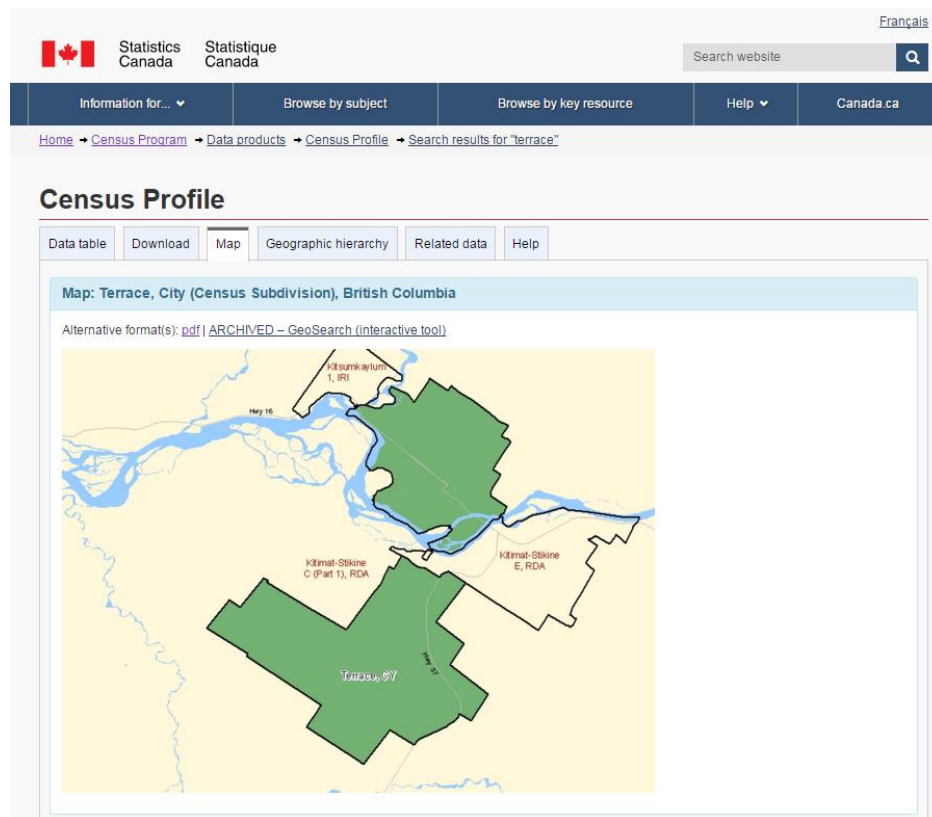 Français
Statistics Statistique
Canada Canada
Search website
Information for... Browse by subject Browse by key resource Help Canada.ca
Home → Census Program → Data products → Census Profile → Search results for "terrace"
Census Profile
Data table Download Map Geographic hierarchy Related data Help
Map: Terrace, City (Census Subdivision), British Columbia
Alternative format(s): pdf | ARCHIVED – GeoSearch (interactive tool)
Kitsumkaylum
1, IRI
Hwy 16
Kitimat-Stikine
C (Part 1), RDA
Kitimat-Stikine
E, RDA
Terrace, CY
Hwy 37